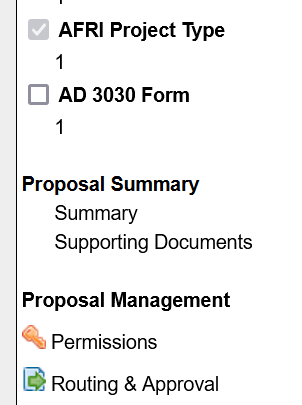 AFRI Project Type
1
AD 3030 Form
1
Proposal Summary
Summary
Supporting Documents
Proposal Management
Permissions
Routing & Approval